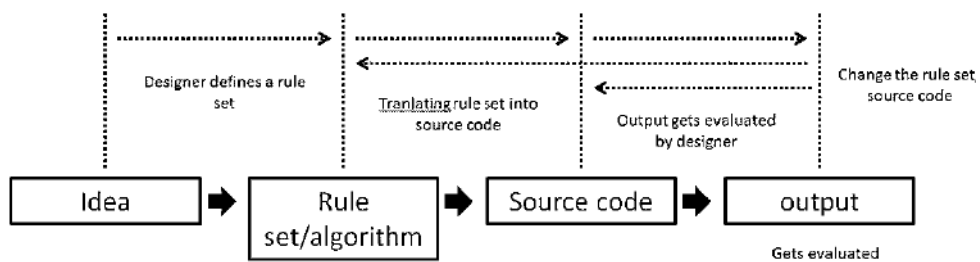 Designer defines a rule
set
Tranlating rule set into
source code
Output gets evaluated
by designer
Change the rule set,
source code
Idea
Rule
set/algorithm
Source code
output
Gets evaluated